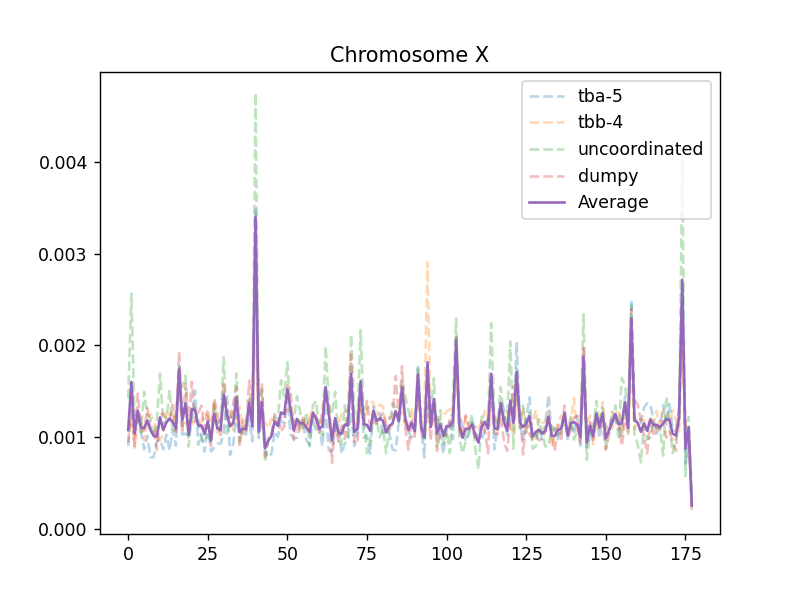 Chromosome X
tba-5
tbb-4
uncoordinated
dumpy
Average
0.004
0.003
0.002
0.001
0.000
0 25 50 75 100 125 150 175